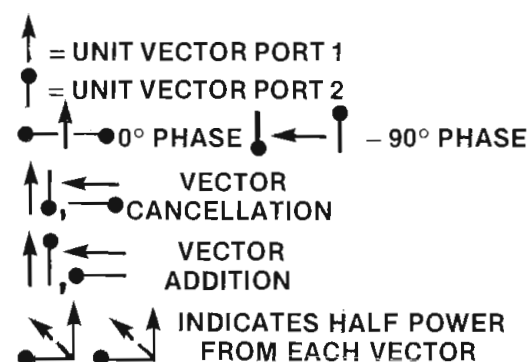 = UNIT VECTOR PORT 1
= UNIT VECTOR PORT 2
0° PHASE – 90° PHASE
VECTOR
, CANCELLATION
VECTOR
, ADDITION
INDICATES HALF POWER
FROM EACH VECTOR